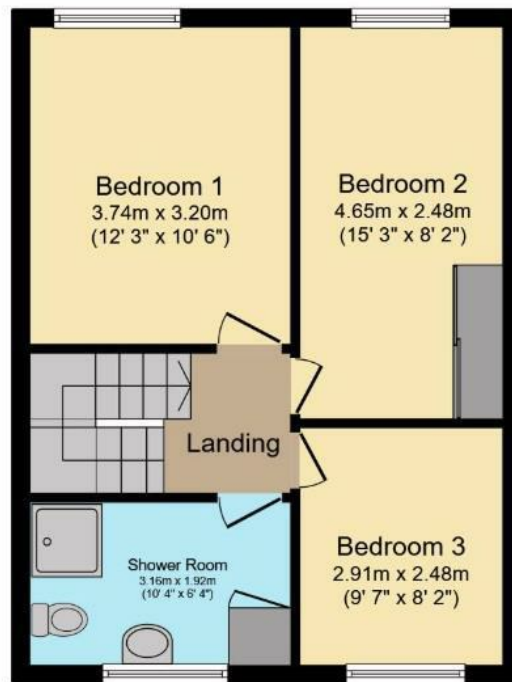 Bedroom 1
3.74m x 3.20m
(12' 3" x 10' 6")
Bedroom 2
4.65m x 2.48m
(15' 3" x 8' 2")
Landing
Shower Room
3.16m x 1.92m
(10' 4" x 6' 4")
Bedroom 3
2.91m x 2.48m
(9' 7" x 8' 2")